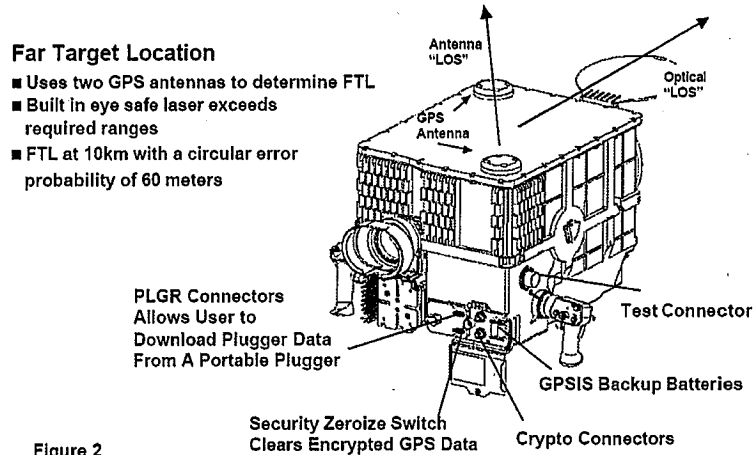 Far Target Location
■ Uses two GPS antennas to determine FTL
■ Built in eye safe laser exceeds
required ranges
■ FTL at 10km with a circular error
probability of 60 meters
Antenna
"LOS"
Optical
"LOS"
GPS
Antenna
PLGR Connectors
Allows User to
Download Plugger Data
From A Portable Plugger
Test Connector
GPSIS Backup Batteries
Security Zeroize Switch
Clears Encrypted GPS Data
Crypto Connectors
Figure 2